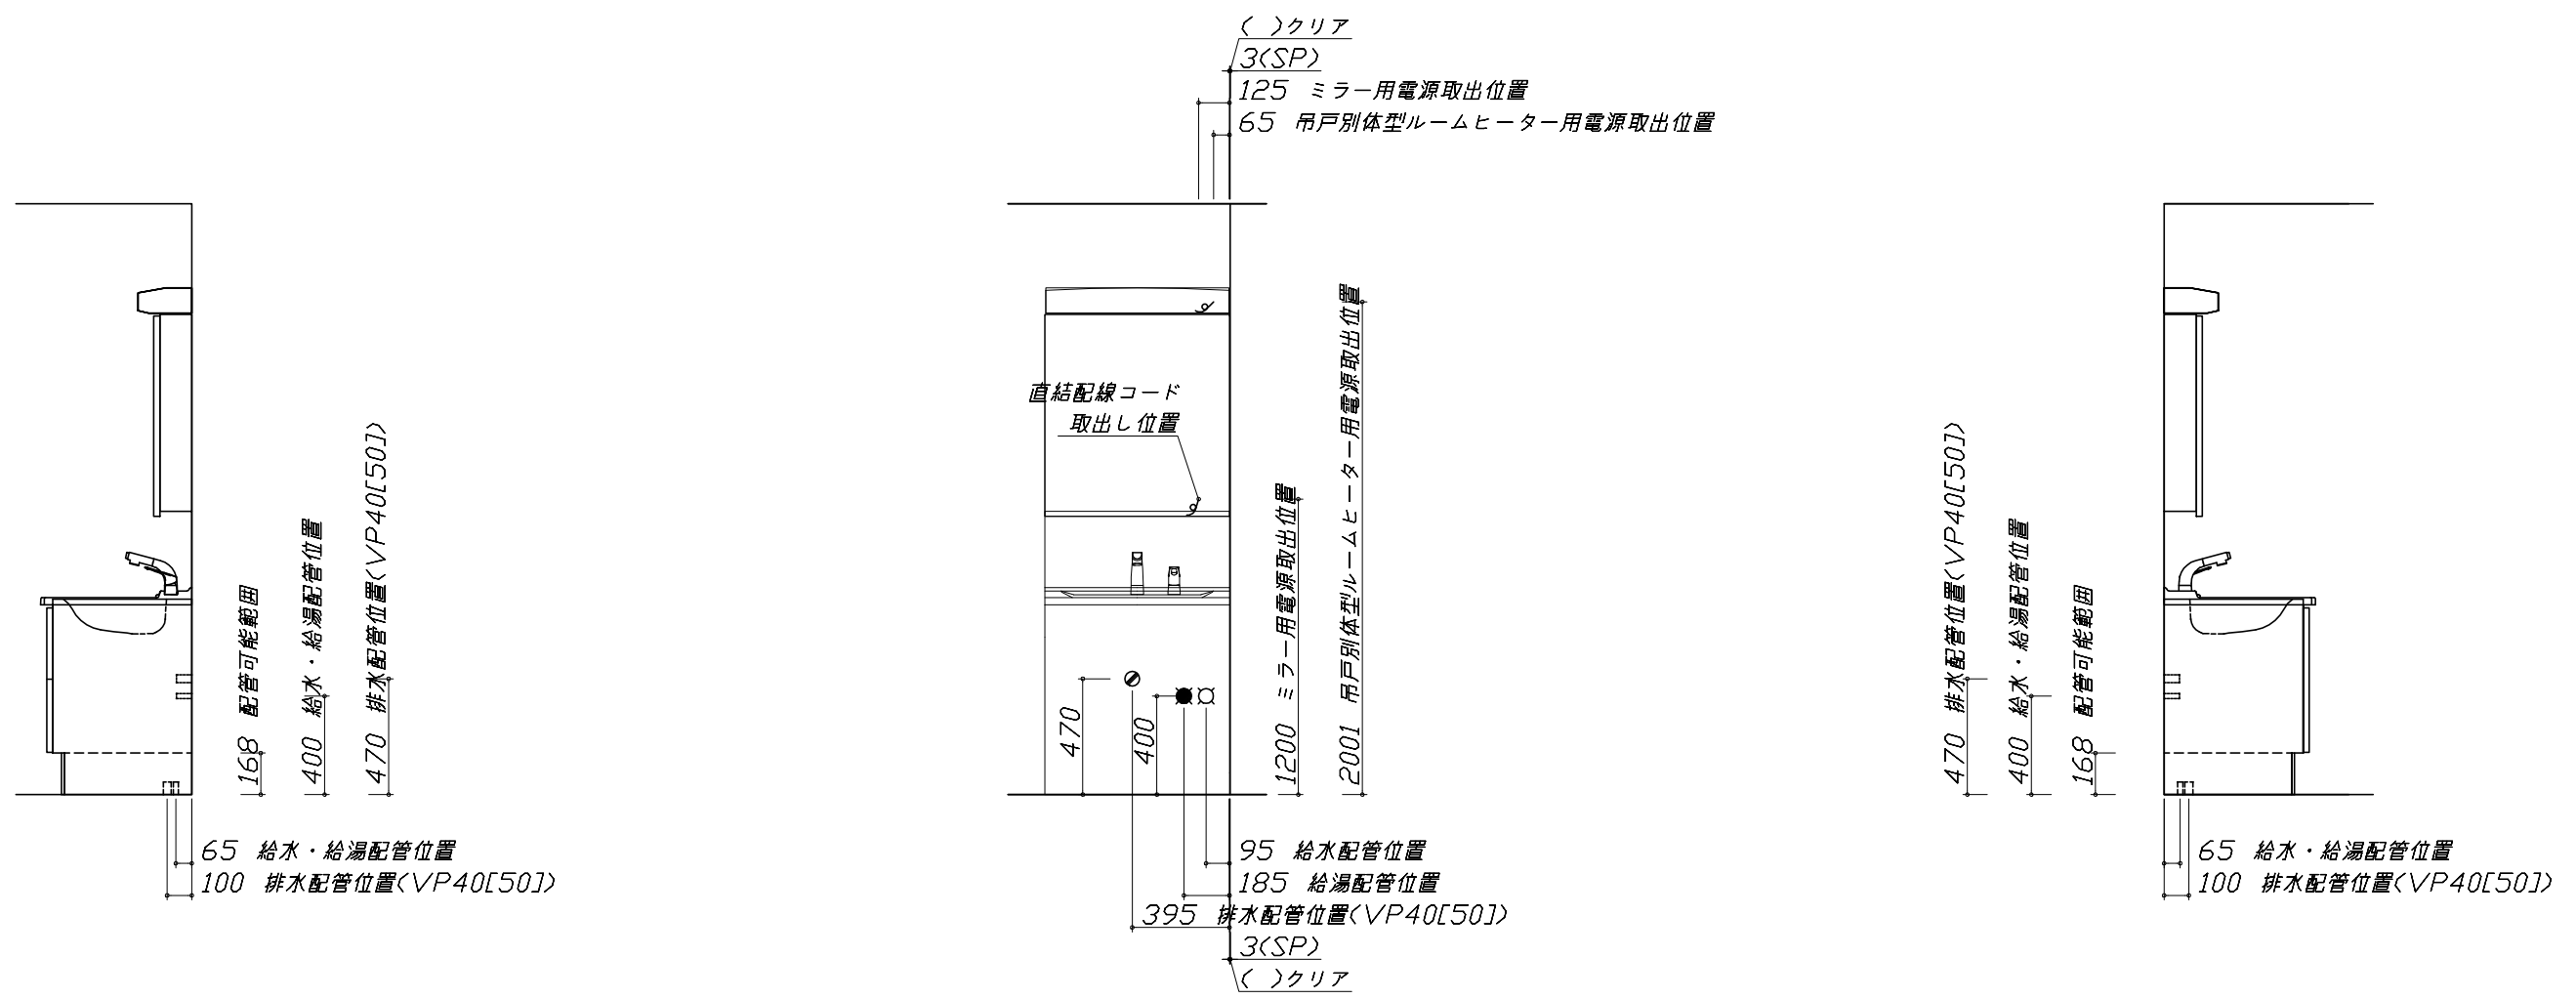 ( )クリア
3(SP)
125 ミラー用電源取出位置
65 吊戸別体型ルームヒーター用電源取出位置
168 配管可能範囲
400 給水・給湯配管位置
470 排水配管位置(VP40[50])
65 給水・給湯配管位置
100 排水配管位置(VP40[50])
直結配線コード
取出し位置
470
400
1200 ミラー用電源取出位置
2001 吊戸別体型ルームヒーター用電源取出位置
95 給水配管位置
185 給湯配管位置
395 排水配管位置(VP40[50])
3(SP)
( )クリア
470 排水配管位置(VP40[50])
400 給水・給湯配管位置
168 配管可能範囲
65 給水・給湯配管位置
100 排水配管位置(VP40[50])